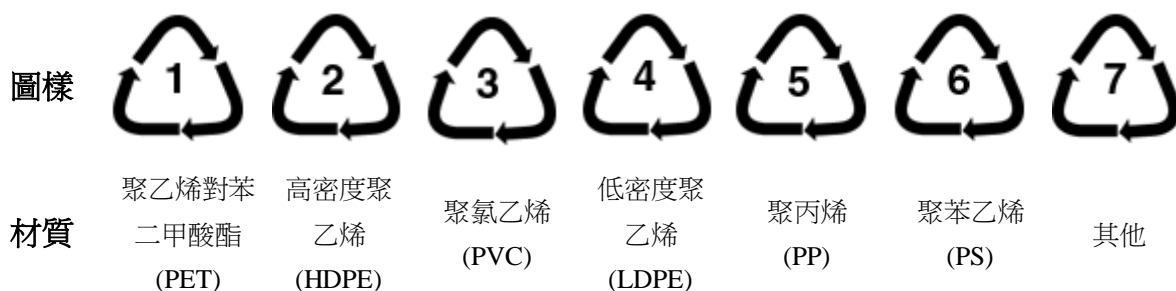 圖樣 1 2 3 4 5 6 7
材質
聚乙烯對苯
二甲酸酯
(PET)
高密度聚
乙烯
(HDPE)
聚氯乙烯
(PVC)
低密度聚
乙烯
(LDPE)
聚丙烯
(PP)
聚苯乙烯
(PS)
其他